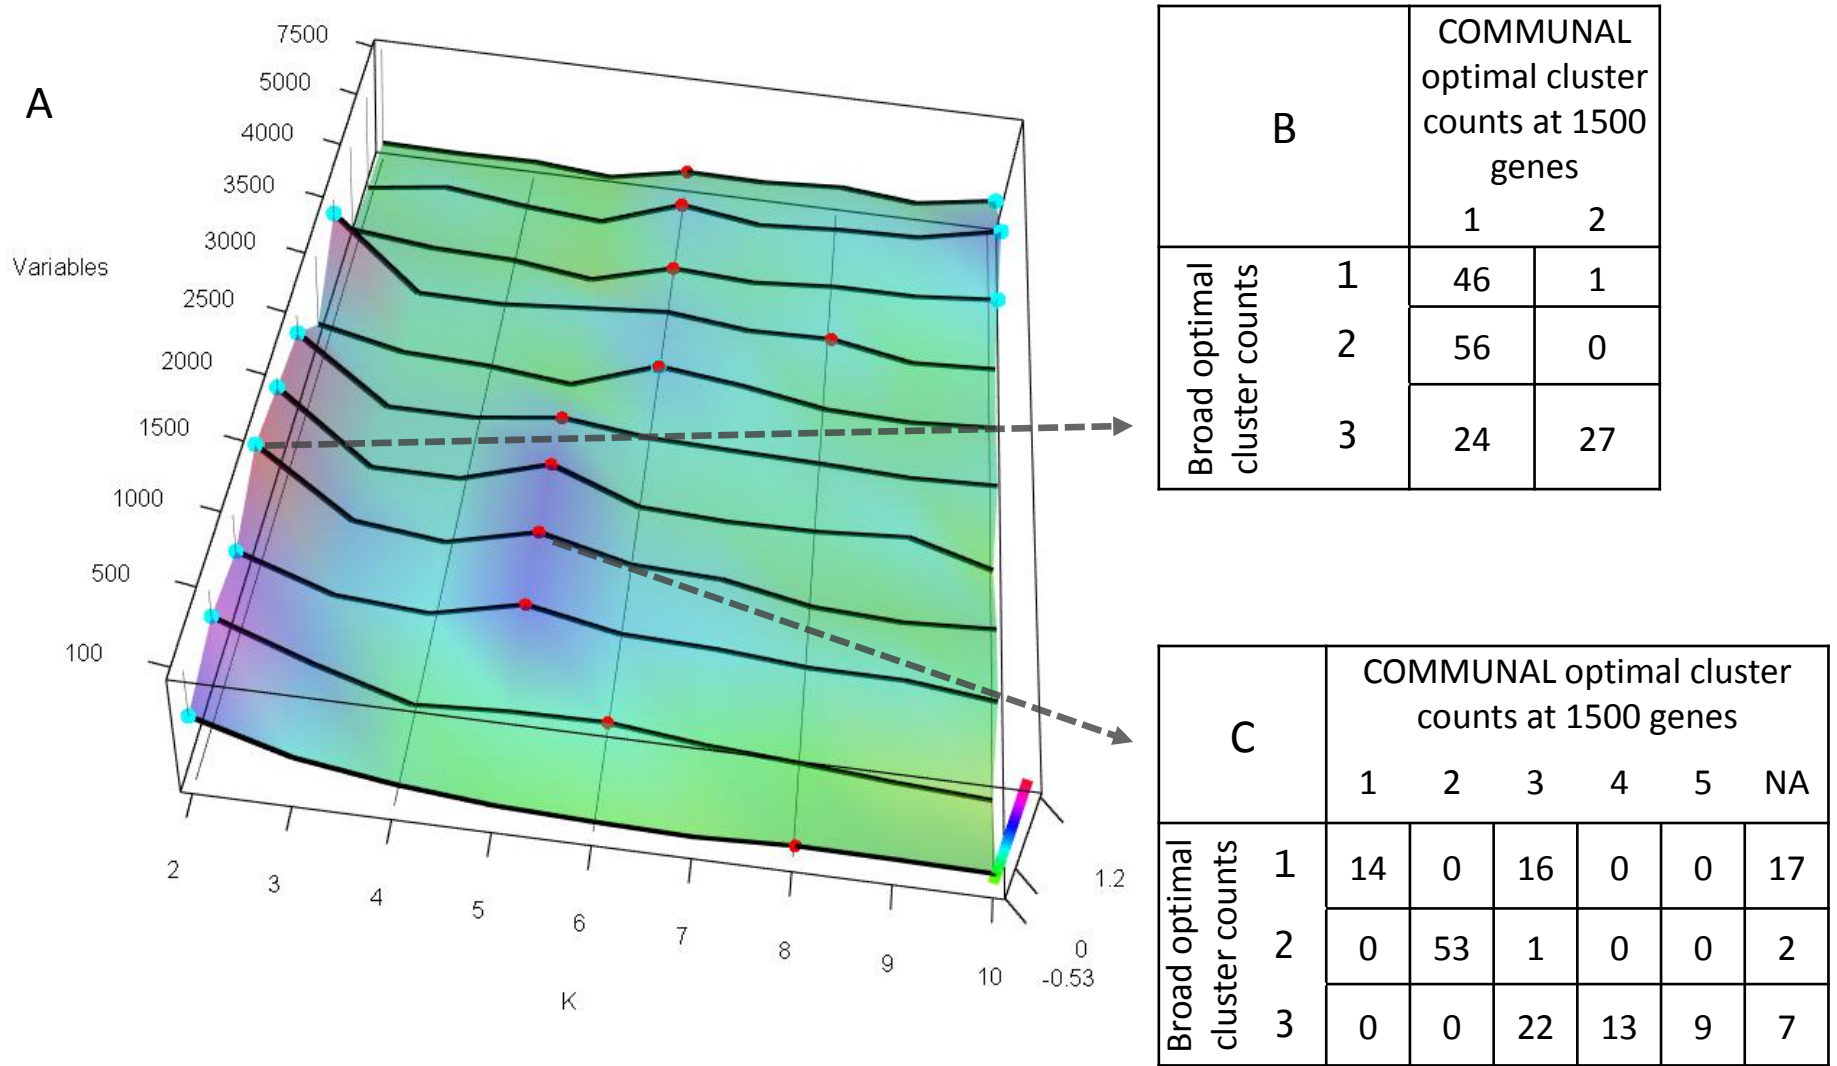 A
7500
5000
4000
3500
3000
Variables
2500
2000
1500
1000
500
100
2
3
4
5
6
7
8
9
10
K
1.2
0
-0.53
B
COMMUNAL
optimal cluster
counts at 1500
genes
1 2
Broad optimal
cluster counts
1 46 1
2 56 0
3 24 27
C
COMMUNAL optimal cluster
counts at 1500 genes
1 2 3 4 5 NA
Broad optimal
cluster counts
1 14 0 16 0 0 17
2 0 53 1 0 0 2
3 0 0 22 13 9 7